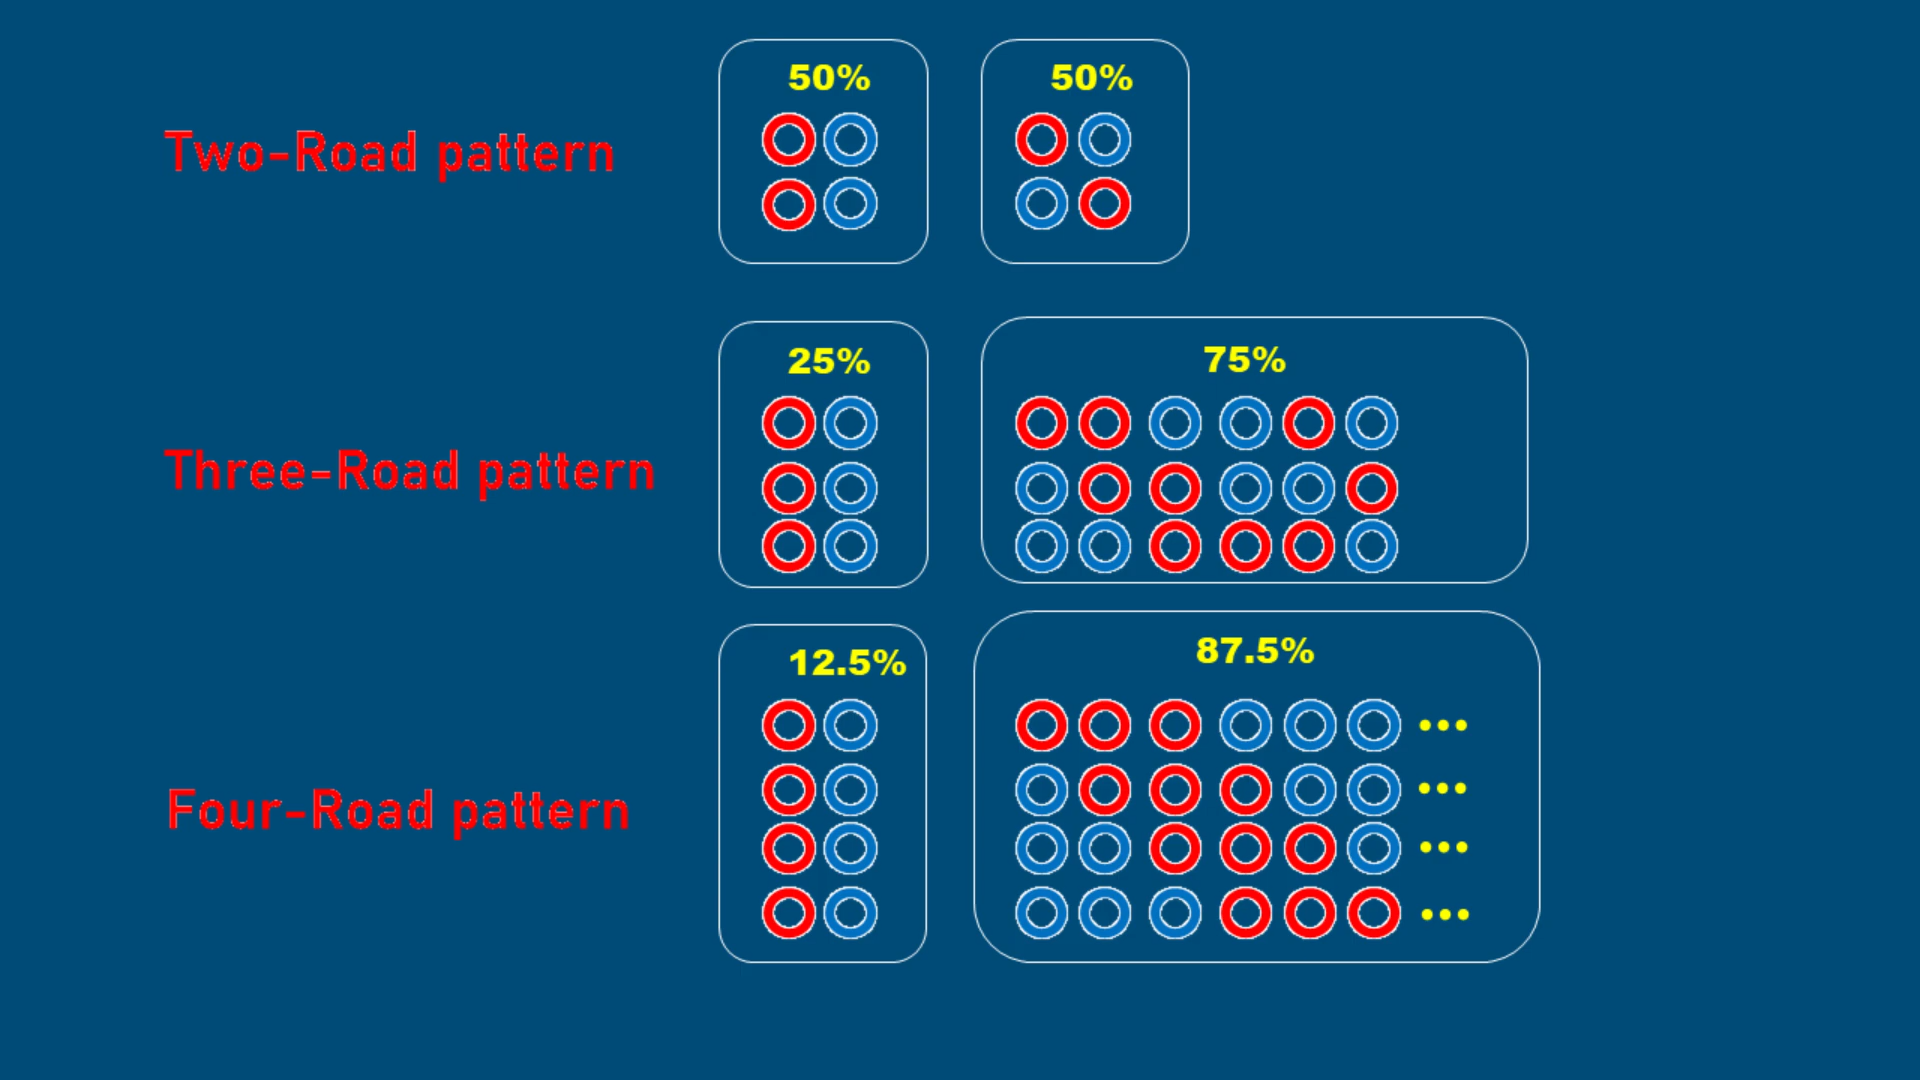 50% 50%
Two-Road pattern
25% 75%
Three-Road pattern
12.5% 87.5%
Four-Road pattern